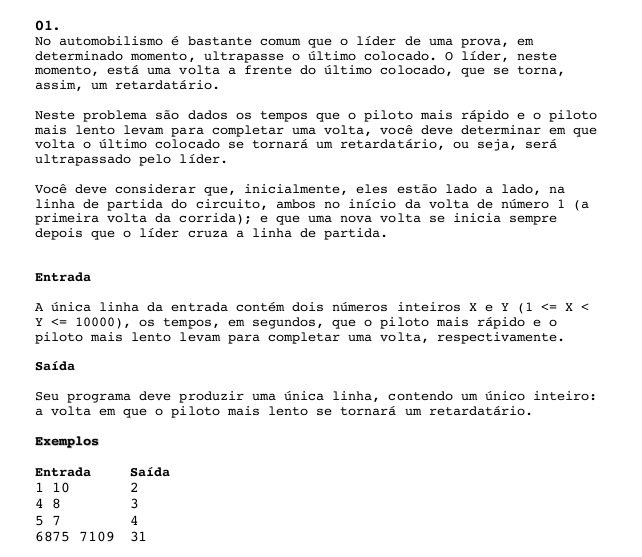 01.
No automobilismo é bastante comum que o líder de uma prova, em
determinado momento, ultrapasse o último colocado. O líder, neste
momento, está uma volta a frente do último colocado, que se torna,
assim, um retardatário.
Neste problema são dados os tempos que o piloto mais rápido e o piloto
mais lento levam para completar uma volta, você deve determinar em que
volta o último colocado se tornará um retardatário, ou seja, será
ultrapassado pelo líder.
Você deve considerar que, inicialmente, eles estão lado a lado, na
linha de partida do circuito, ambos no início da volta de número 1 (a
primeira volta da corrida); e que uma nova volta se inicia sempre
depois que o líder cruza a linha de partida.
Entrada
A única linha da entrada contém dois números inteiros X e Y (1 <= X <
Y <= 10000), os tempos, em segundos, que o piloto mais rápido e o
piloto mais lento levam para completar uma volta, respectivamente.
Saída
Seu programa deve produzir uma única linha, contendo um único inteiro:
a volta em que o piloto mais lento se tornará um retardatário.
Exemplos
Entrada Saída
1 10 2
4 8 3
5 7 4
6875 7109 31